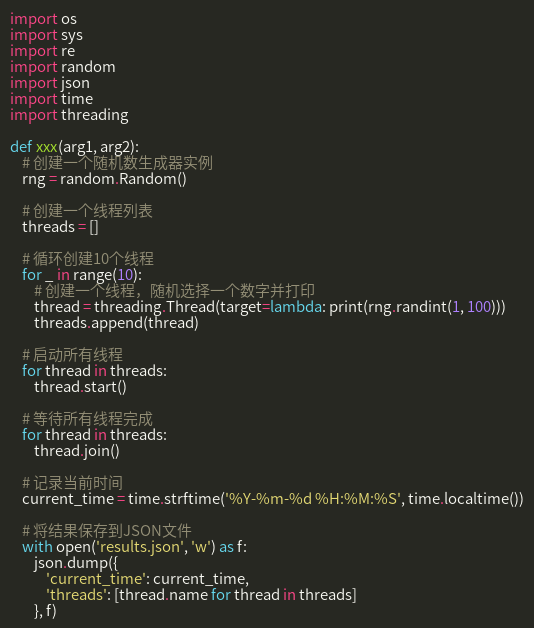 import os
import sys
import re
import random
import json
import time
import threading

def xxx(arg1, arg2):
    # 创建一个随机数生成器实例
    rng = random.Random()

    # 创建一个线程列表
    threads = []

    # 循环创建10个线程
    for _ in range(10):
        # 创建一个线程，随机选择一个数字并打印
        thread = threading.Thread(target=lambda: print(rng.randint(1, 100)))
        threads.append(thread)

    # 启动所有线程
    for thread in threads:
        thread.start()

    # 等待所有线程完成
    for thread in threads:
        thread.join()

    # 记录当前时间
    current_time = time.strftime('%Y-%m-%d %H:%M:%S', time.localtime())

    # 将结果保存到JSON文件
    with open('results.json', 'w') as f:
        json.dump({
            'current_time': current_time,
            'threads': [thread.name for thread in threads]
        }, f)